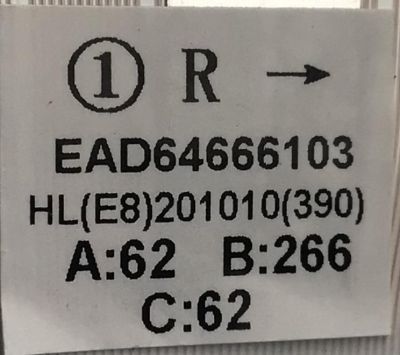 ① R →
EAD64666103
HL(E8)201010(390)
A:62 B:266
C:62